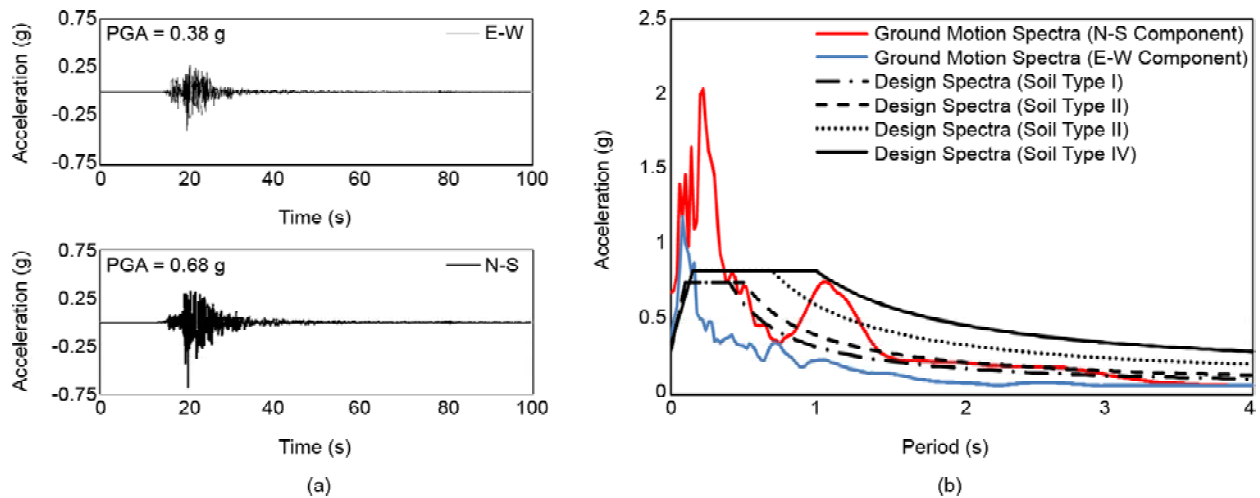 0.75
PGA = 0.38 g
E-W
0.25
-0.25
-0.75
Acceleration (g)
0 20 40 60 80 100
Time (s)
0.75
PGA = 0.68 g
N-S
0.25
-0.25
-0.75
Acceleration (g)
0 20 40 60 80 100
Time (s)
(a)
2.5
2
1.5
1
0.5
0
Acceleration (g)
Ground Motion Spectra (N-S Component)
Ground Motion Spectra (E-W Component)
Design Spectra (Soil Type I)
Design Spectra (Soil Type II)
Design Spectra (Soil Type II)
Design Spectra (Soil Type IV)
0 1 2 3 4
Period (s)
(b)